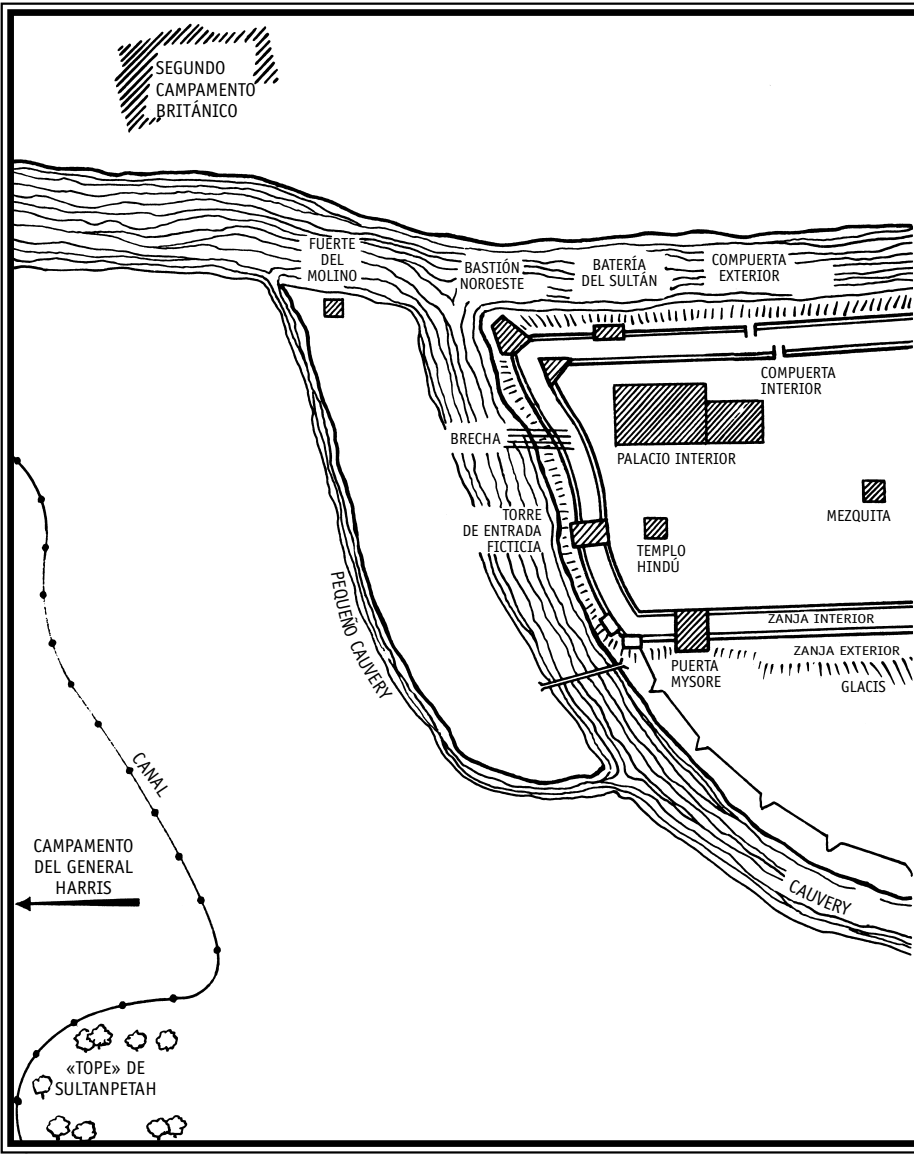 SEGUNDO
CAMPAMENTO
BRITÁNICO
FUERTE
DEL
MOLINO
BASTIÓN
NOROESTE
BATERÍA
DEL SULTÁN
COMPUERTA
EXTERIOR
COMPUERTA
INTERIOR
BRECHA
PALACIO INTERIOR
MEZQUITA
TORRE
DE ENTRADA
FICTICIA
TEMPLO
HINDÚ
PEQUEÑO CAUVERY
ZANJA INTERIOR
ZANJA EXTERIOR
PUERTA
MYSORE
GLACIS
CANAL
CAMPAMENTO
DEL GENERAL
HARRIS
CAUVERY
«TOPE» DE
SULTANPETAH